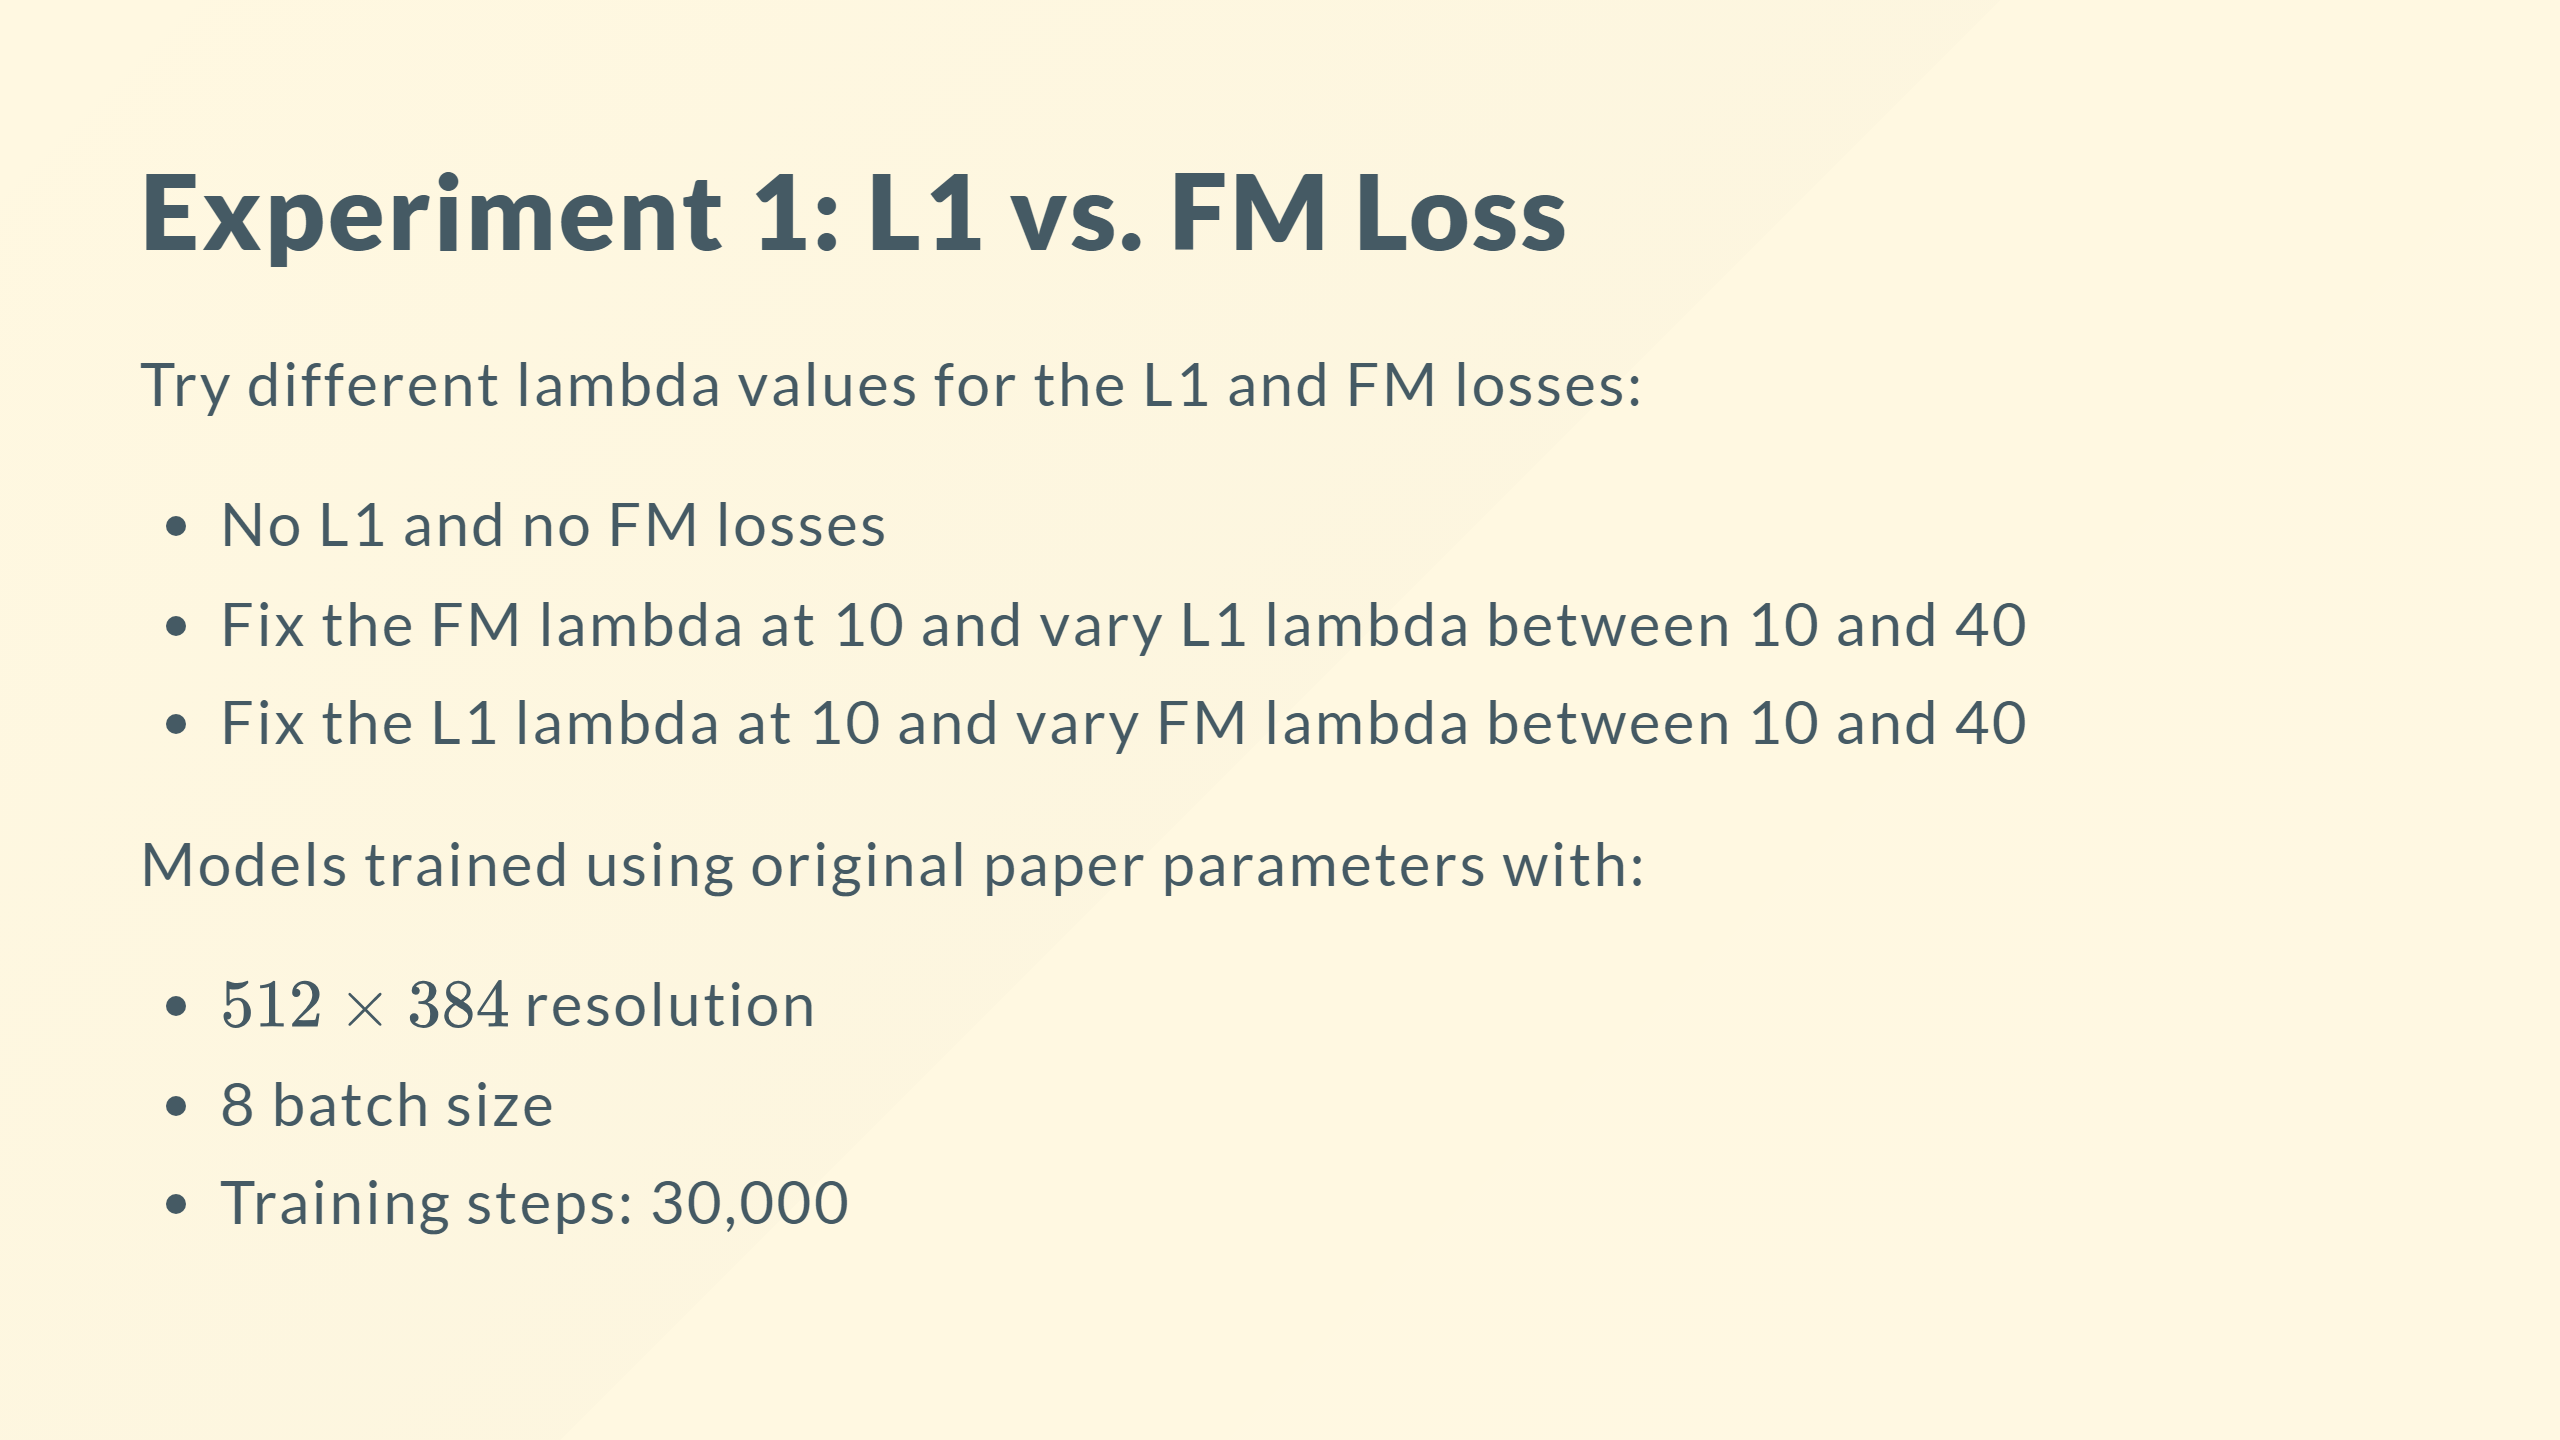 Experiment 1: L1 vs. FM Loss
Try different lambda values for the L1 and FM losses:
• No L1 and no FM losses
• Fix the FM lambda at 10 and vary L1 lambda between 10 and 40
• Fix the L1 lambda at 10 and vary FM lambda between 10 and 40
Models trained using original paper parameters with:
• 512 × 384 resolution
• 8 batch size
• Training steps: 30,000